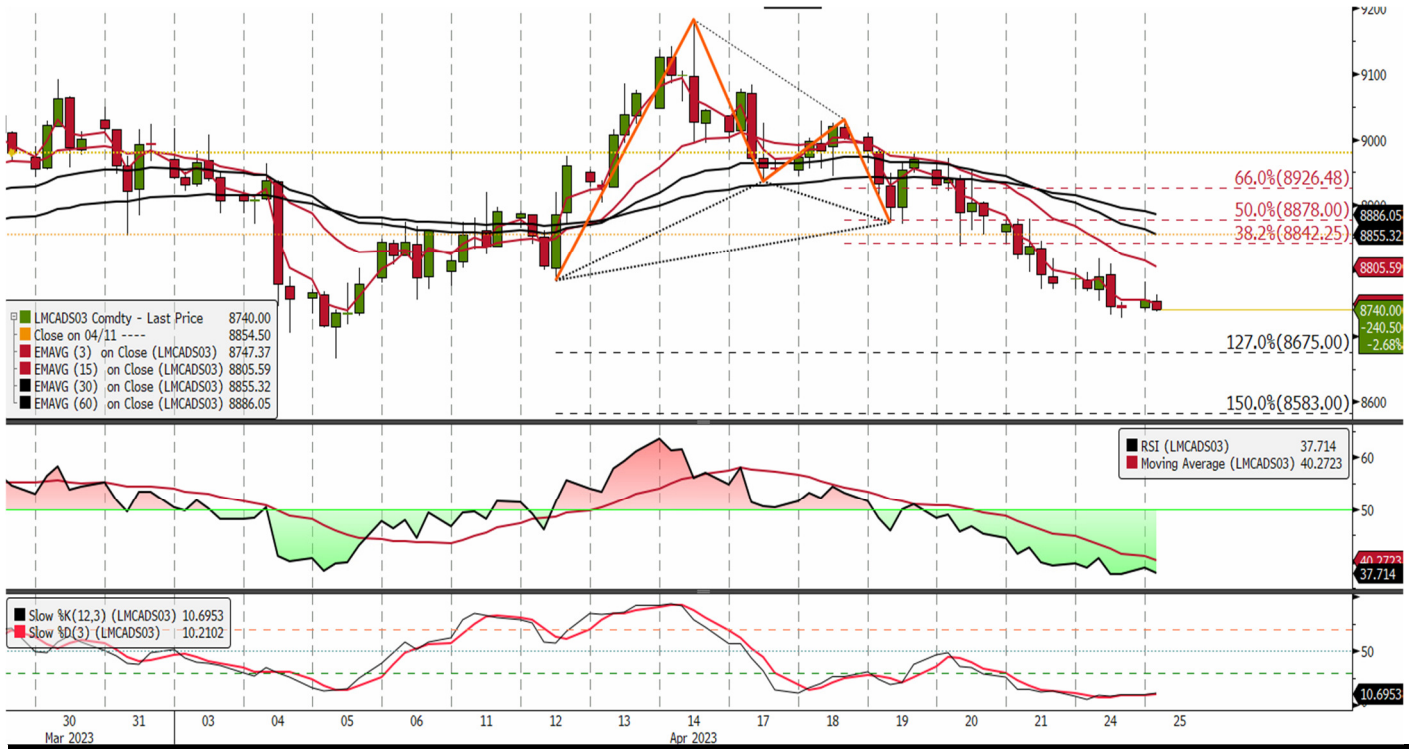 9200
9100
9000
8900
66.0%(8926.48)
50.0%(8878.00)
38.2%(8842.25)
8886.05
8855.32
8805.59
LMCADS03 Comdty - Last Price 8740.00
Close on 04/11 ---- 8854.50
EMAVG (3) on Close (LMCADS03) 8747.37
EMAVG (15) on Close (LMCADS03) 8805.59
EMAVG (30) on Close (LMCADS03) 8855.32
EMAVG (60) on Close (LMCADS03) 8886.05
8740.00
-240.50
-2.68%
127.0%(8675.00)
150.0%(8583.00)
8600
RSI (LMCADS03) 37.714
Moving Average (LMCADS03) 40.2723
60
50
40.2723
37.714
Slow %K(12,3) (LMCADS03) 10.6953
Slow %D(3) (LMCADS03) 10.2102
50
10.6953
0
30 31 03 04 05 06 11 12 13 14 17 18 19 20 21 24 25
Mar 2023 Apr 2023